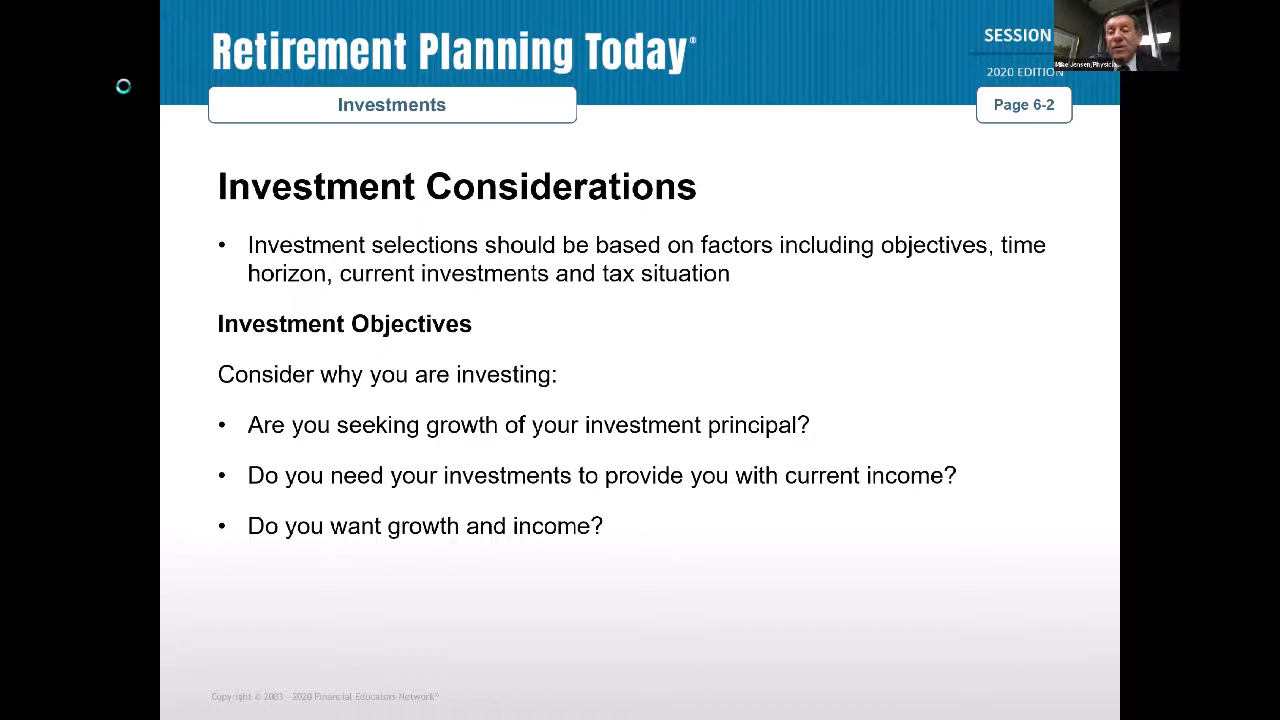 Retirement Planning Today®
SESSION
2020 EDITION
Mike Jensen, Physicia...
Investments
Page 6-2
Investment Considerations
• Investment selections should be based on factors including objectives, time
horizon, current investments and tax situation
Investment Objectives
Consider why you are investing:
• Are you seeking growth of your investment principal?
• Do you need your investments to provide you with current income?
• Do you want growth and income?
Copyright © 2003 - 2020 Financial Educators Network®